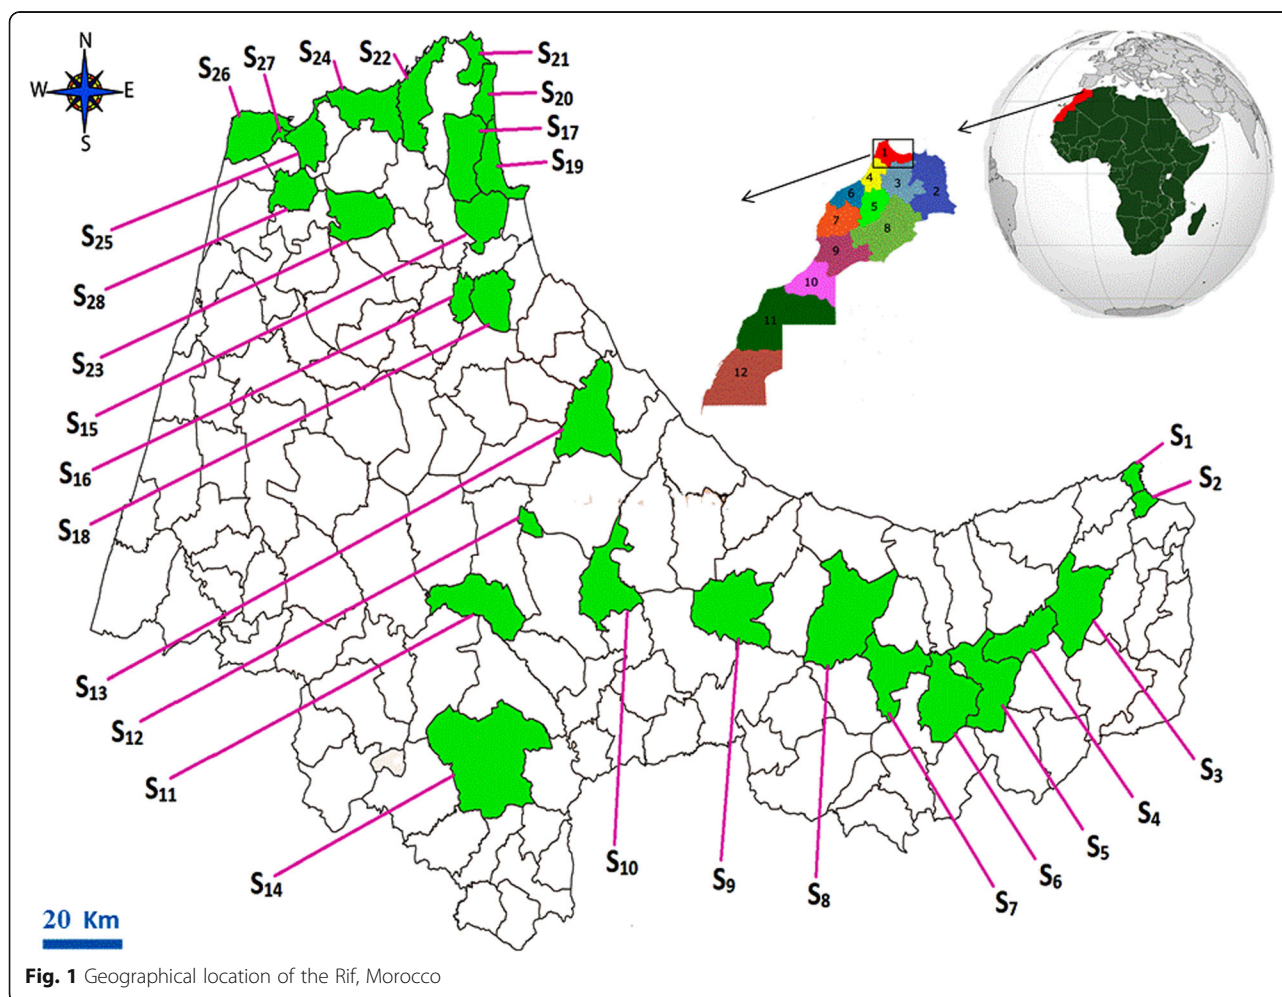 N
W E
S
S26
S27
S24
S22
S21
S20
S17
S19
S25
S28
S23
S15
S16
S18
S13
S12
S11
S14
S10
S9
S8
S7
S6
S5
S4
S3
S2
S1
1
2
3
4
5
6
7
8
9
10
11
12
20 Km
Fig. 1 Geographical location of the Rif, Morocco